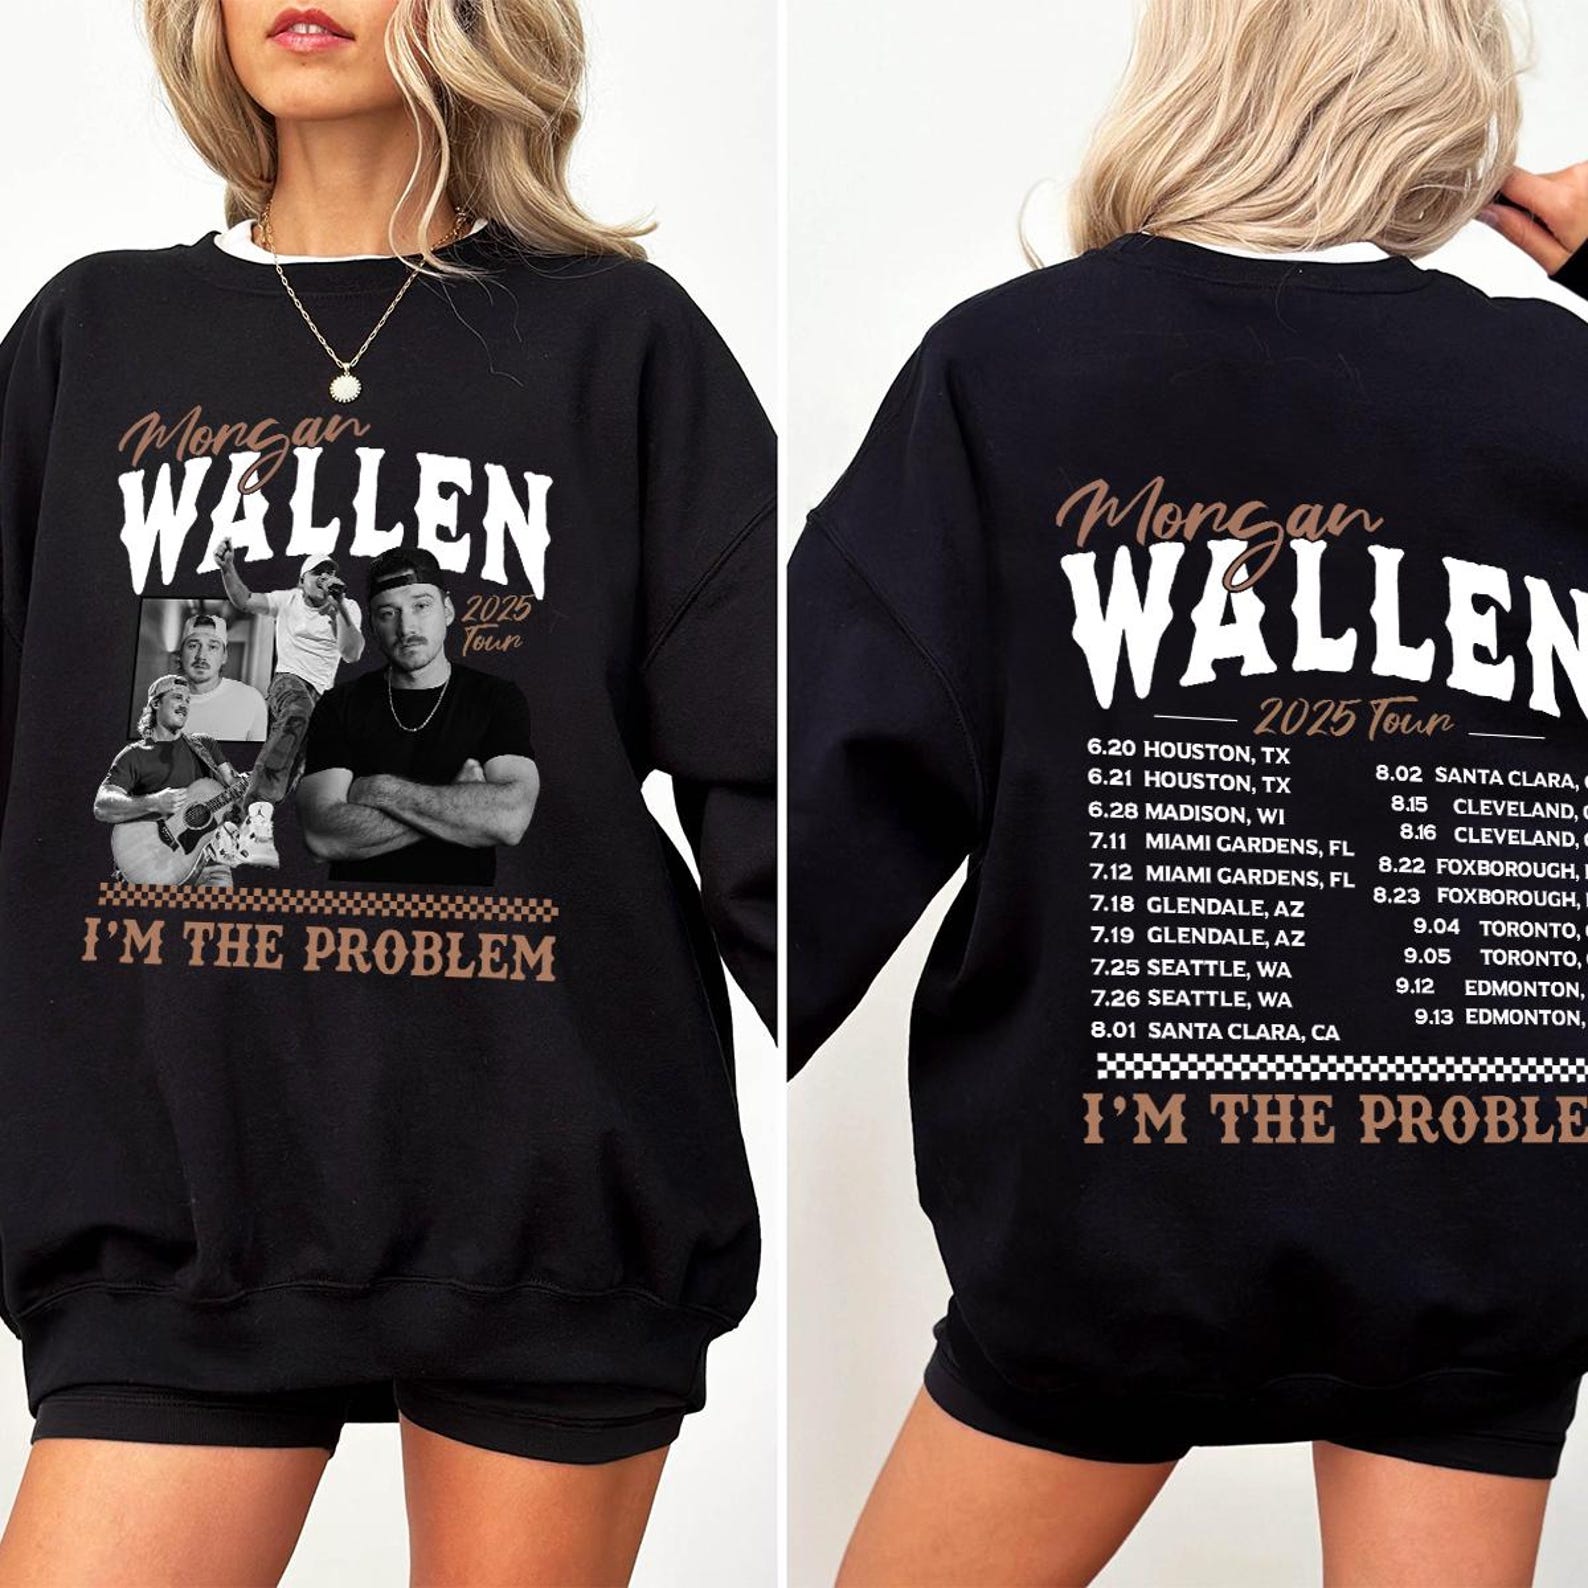 Morgan
WALLEN
2025
Tour
I'M THE PROBLEM
Morgan
WALLEN
2025 Tour
6.20 HOUSTON, TX
6.21 HOUSTON, TX
6.28 MADISON, WI
7.11 MIAMI GARDENS, FL
7.12 MIAMI GARDENS, FL
7.18 GLENDALE, AZ
7.19 GLENDALE, AZ
7.25 SEATTLE, WA
7.26 SEATTLE, WA
8.01 SANTA CLARA, CA
8.02 SANTA CLARA,
8.15 CLEVELAND,
8.16 CLEVELAND,
8.22 FOXBOROUGH,
8.23 FOXBOROUGH,
9.04 TORONTO,
9.05 TORONTO,
9.12 EDMONTON,
9.13 EDMONTON,
I'M THE PROBLE